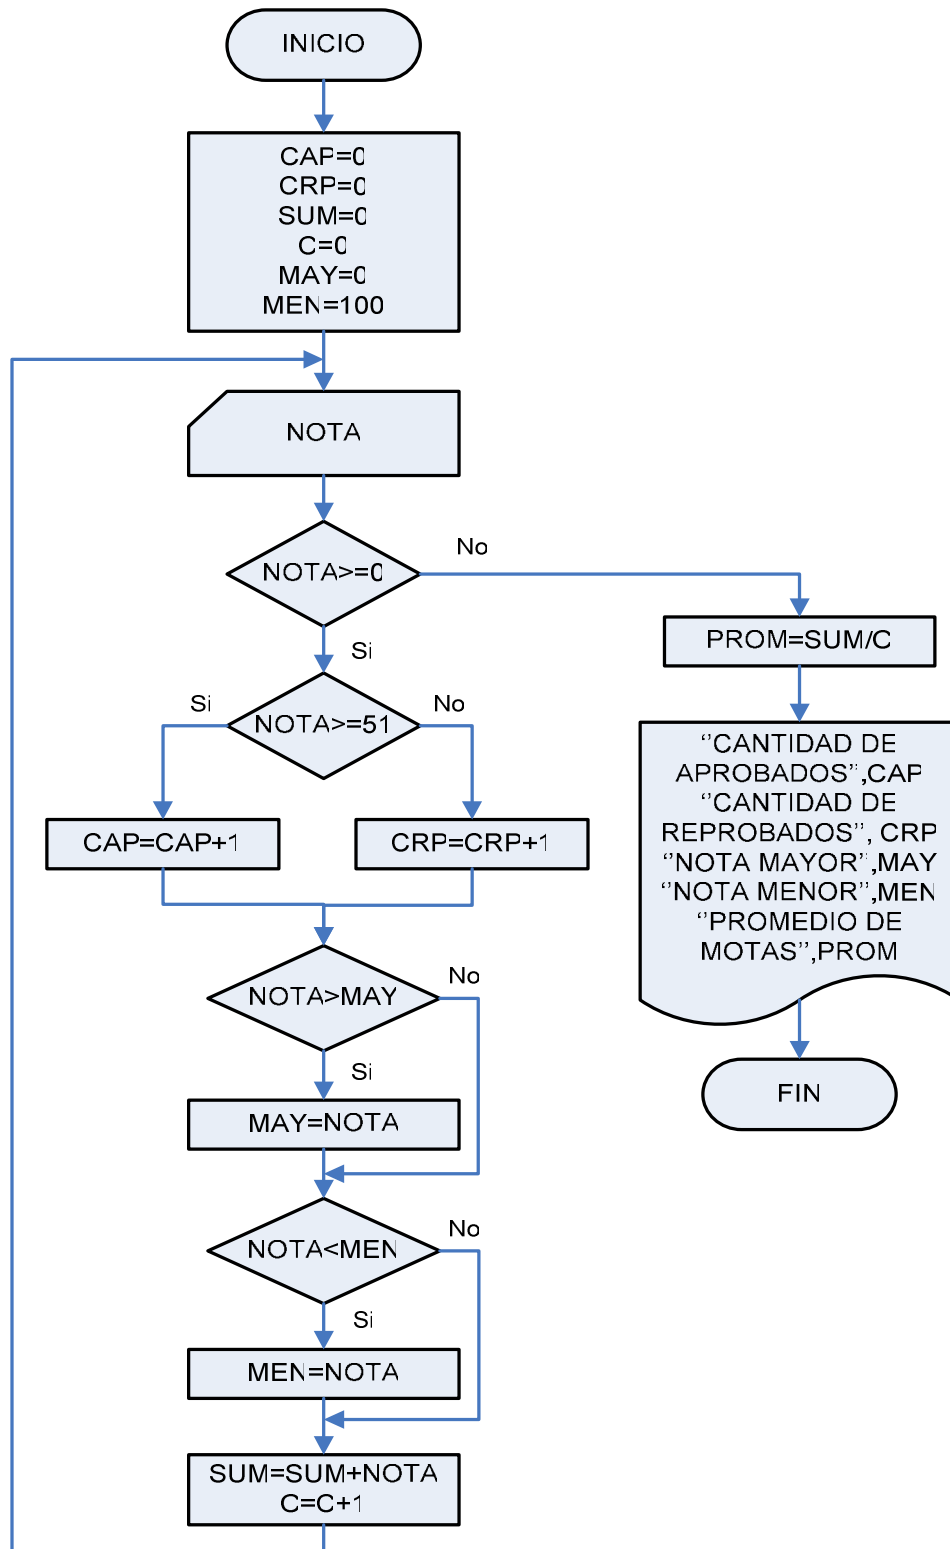 INICIO
CAP=0
CRP=0
SUM=0
C=0
MAY=0
MEN=100
NOTA
NOTA>=0
No
Si
PROM=SUM/C
NOTA>=51
Si
No
CAP=CAP+1
CRP=CRP+1
‘’CANTIDAD DE
APROBADOS’’,CAP
‘’CANTIDAD DE
REPROBADOS’’, CRP
‘’NOTA MAYOR’’,MAY
‘’NOTA MENOR’’,MEN
‘’PROMEDIO DE
MOTAS’’,PROM
FIN
NOTA>MAY
No
Si
MAY=NOTA
NOTA<MEN
No
Si
MEN=NOTA
SUM=SUM+NOTA
C=C+1